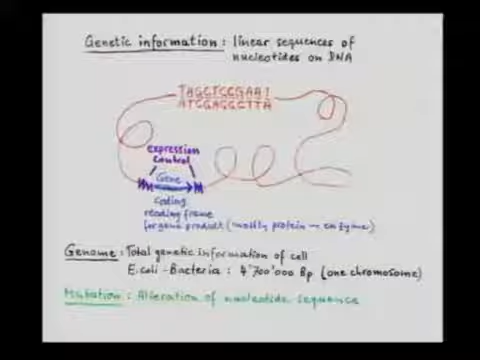 Genetic information : linear sequences of
nucleotides on DNA
TAGCTCCGAAT
ATCGAGGCTTA
expression
control
Gene
coding
reading frame
for gene product (mostly protein – enzyme)
Genome : Total genetic information of cell
E.coli - Bacteria : 4'700'000 Bp (one chromosome)
Mutation : Alteration of nucleotide sequence